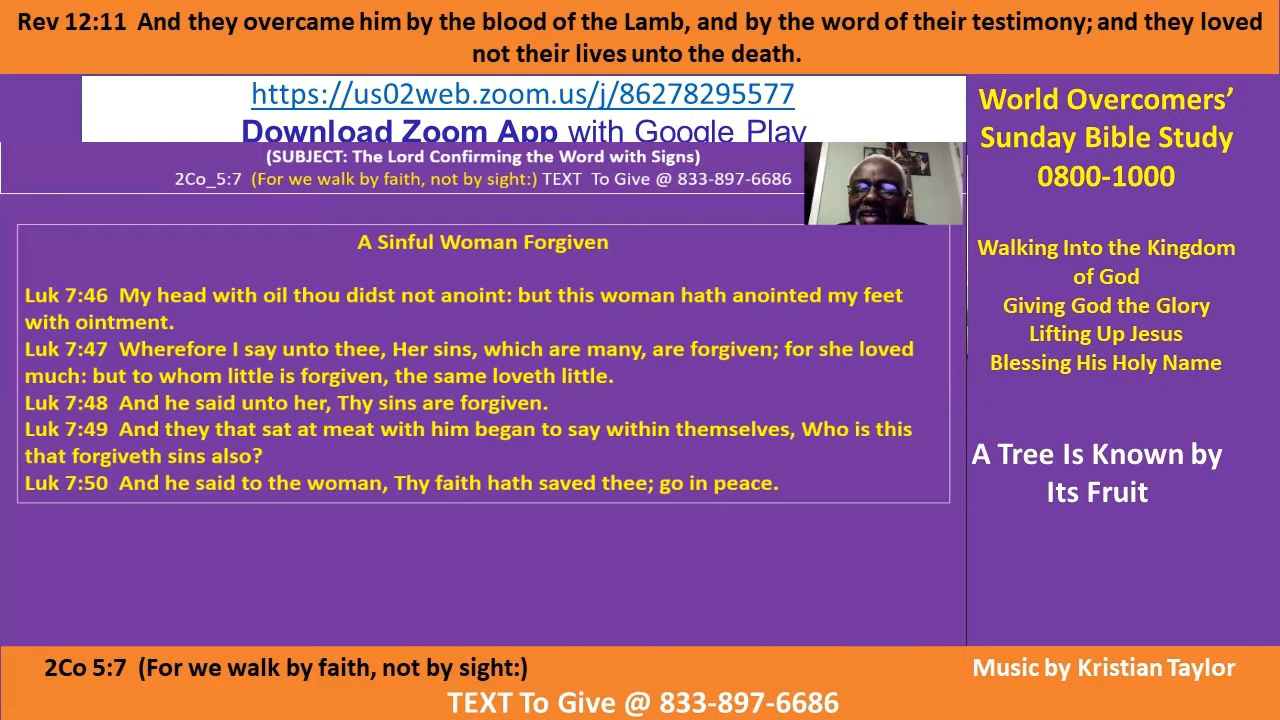 Rev 12:11  And they overcame him by the blood of the Lamb, and by the word of their testimony; and they loved
not their lives unto the death.
https://us02web.zoom.us/j/86278295577
Download Zoom App with Google Play
(SUBJECT: The Lord Confirming the Word with Signs)
2Co_5:7  (For we walk by faith, not by sight:) TEXT  To Give @ 833-897-6686
A Sinful Woman Forgiven
Luk 7:46  My head with oil thou didst not anoint: but this woman hath anointed my feet
with ointment.
Luk 7:47  Wherefore I say unto thee, Her sins, which are many, are forgiven; for she loved
much: but to whom little is forgiven, the same loveth little.
Luk 7:48  And he said unto her, Thy sins are forgiven.
Luk 7:49  And they that sat at meat with him began to say within themselves, Who is this
that forgiveth sins also?
Luk 7:50  And he said to the woman, Thy faith hath saved thee; go in peace.
World Overcomers’
Sunday Bible Study
0800-1000
Walking Into the Kingdom
of God
Giving God the Glory
Lifting Up Jesus
Blessing His Holy Name
A Tree Is Known by
Its Fruit
2Co 5:7  (For we walk by faith, not by sight:)
Music by Kristian Taylor
TEXT To Give @ 833-897-6686